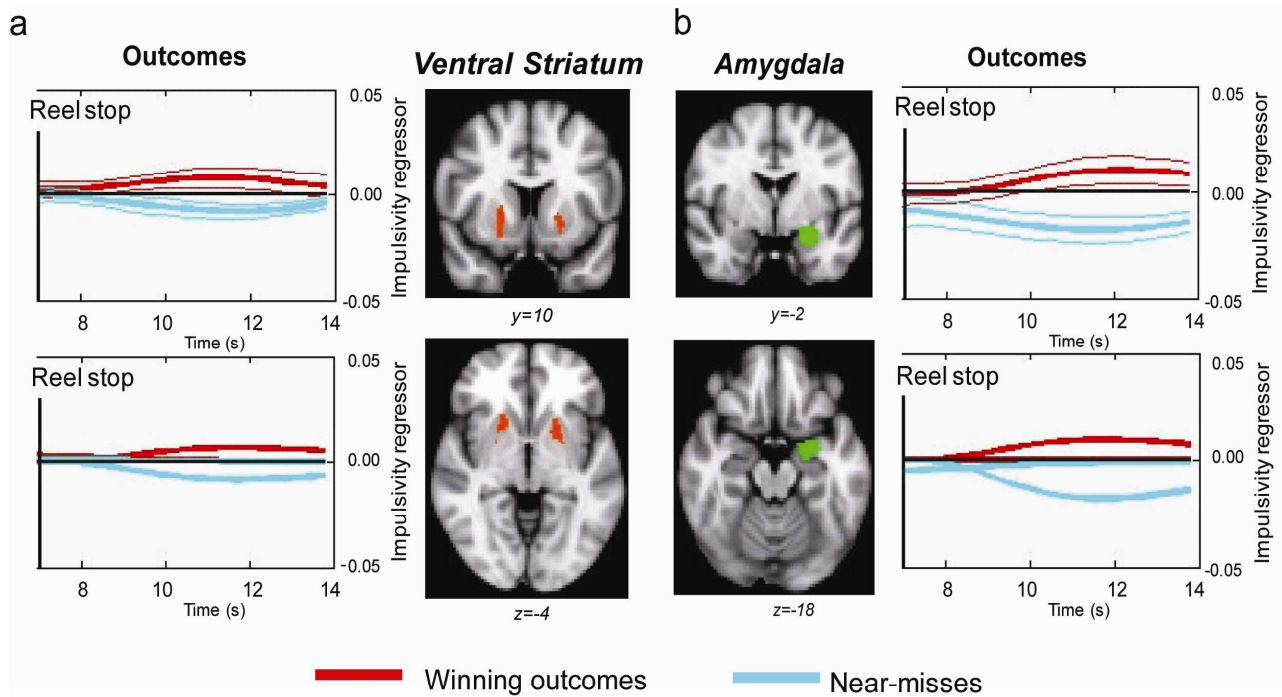 a
b
Outcomes
Ventral Striatum
Amygdala
Outcomes
Reel stop
0.05
0.00
-0.05
Impulsivity regressor
8 10 12 14
Time (s)
y=10
y=-2
Reel stop
0.05
0.00
-0.05
Impulsivity regressor
8 10 12 14
Time (s)
Reel stop
0.05
0.00
-0.05
Impulsivity regressor
8 10 12 14
Time (s)
z=-4
z=-18
Reel stop
0.05
0.00
-0.05
Impulsivity regressor
8 10 12 14
Time (s)
Winning outcomes
Near-misses